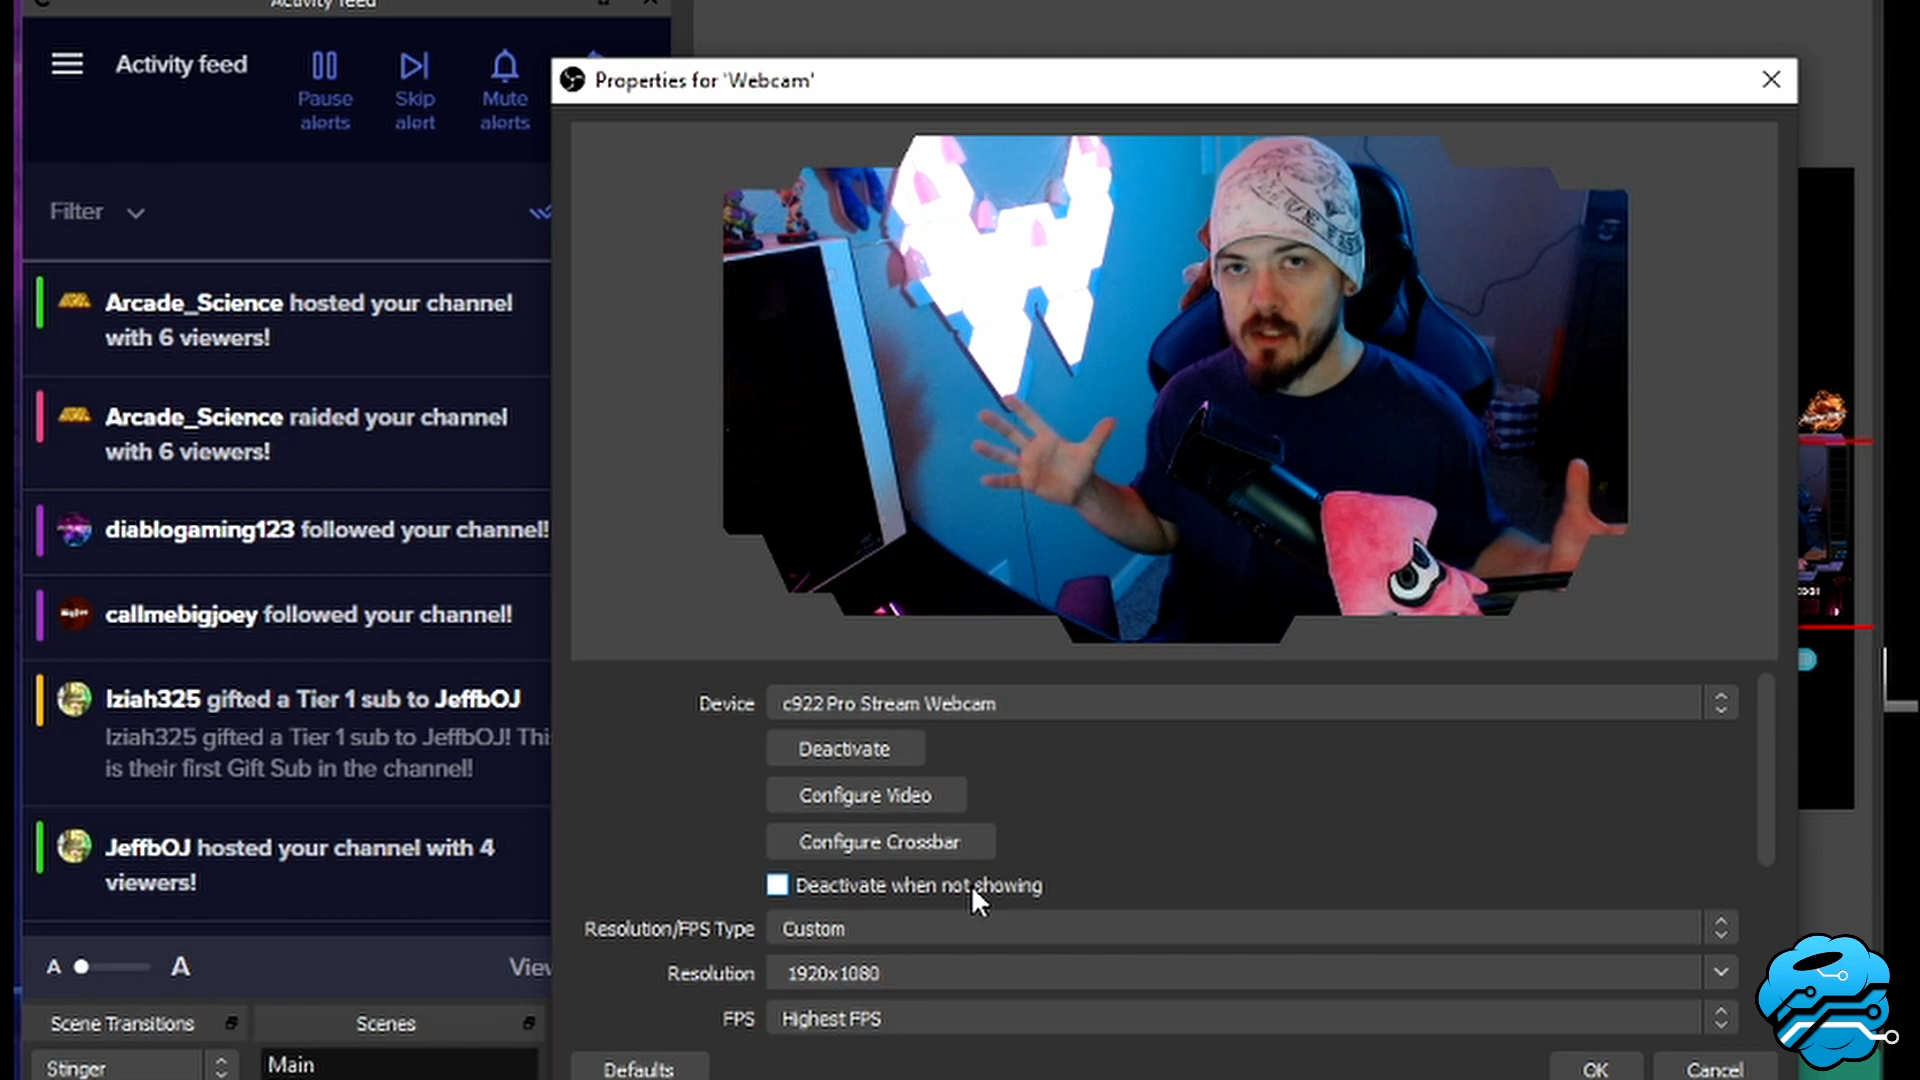 Activity feed
Activity feed
Pause alerts
Skip alert
Mute alerts
Filter
Arcade_Science hosted your channel
with 6 viewers!
Arcade_Science raided your channel
with 6 viewers!
diablogaming123 followed your channel!
callmebigjoey followed your channel!
Iziah325 gifted a Tier 1 sub to JeffbOJ
Iziah325 gifted a Tier 1 sub to JeffbOJ! This
is their first Gift Sub in the channel!
JeffbOJ hosted your channel with 4
viewers!
A A
Scene Transitions
Scenes
Stinger
Main
Properties for 'Webcam'
Device c922 Pro Stream Webcam
Deactivate
Configure Video
Configure Crossbar
Deactivate when not showing
Resolution/FPS Type Custom
Resolution 1920x1080
FPS Highest FPS
Defaults
OK
Cancel